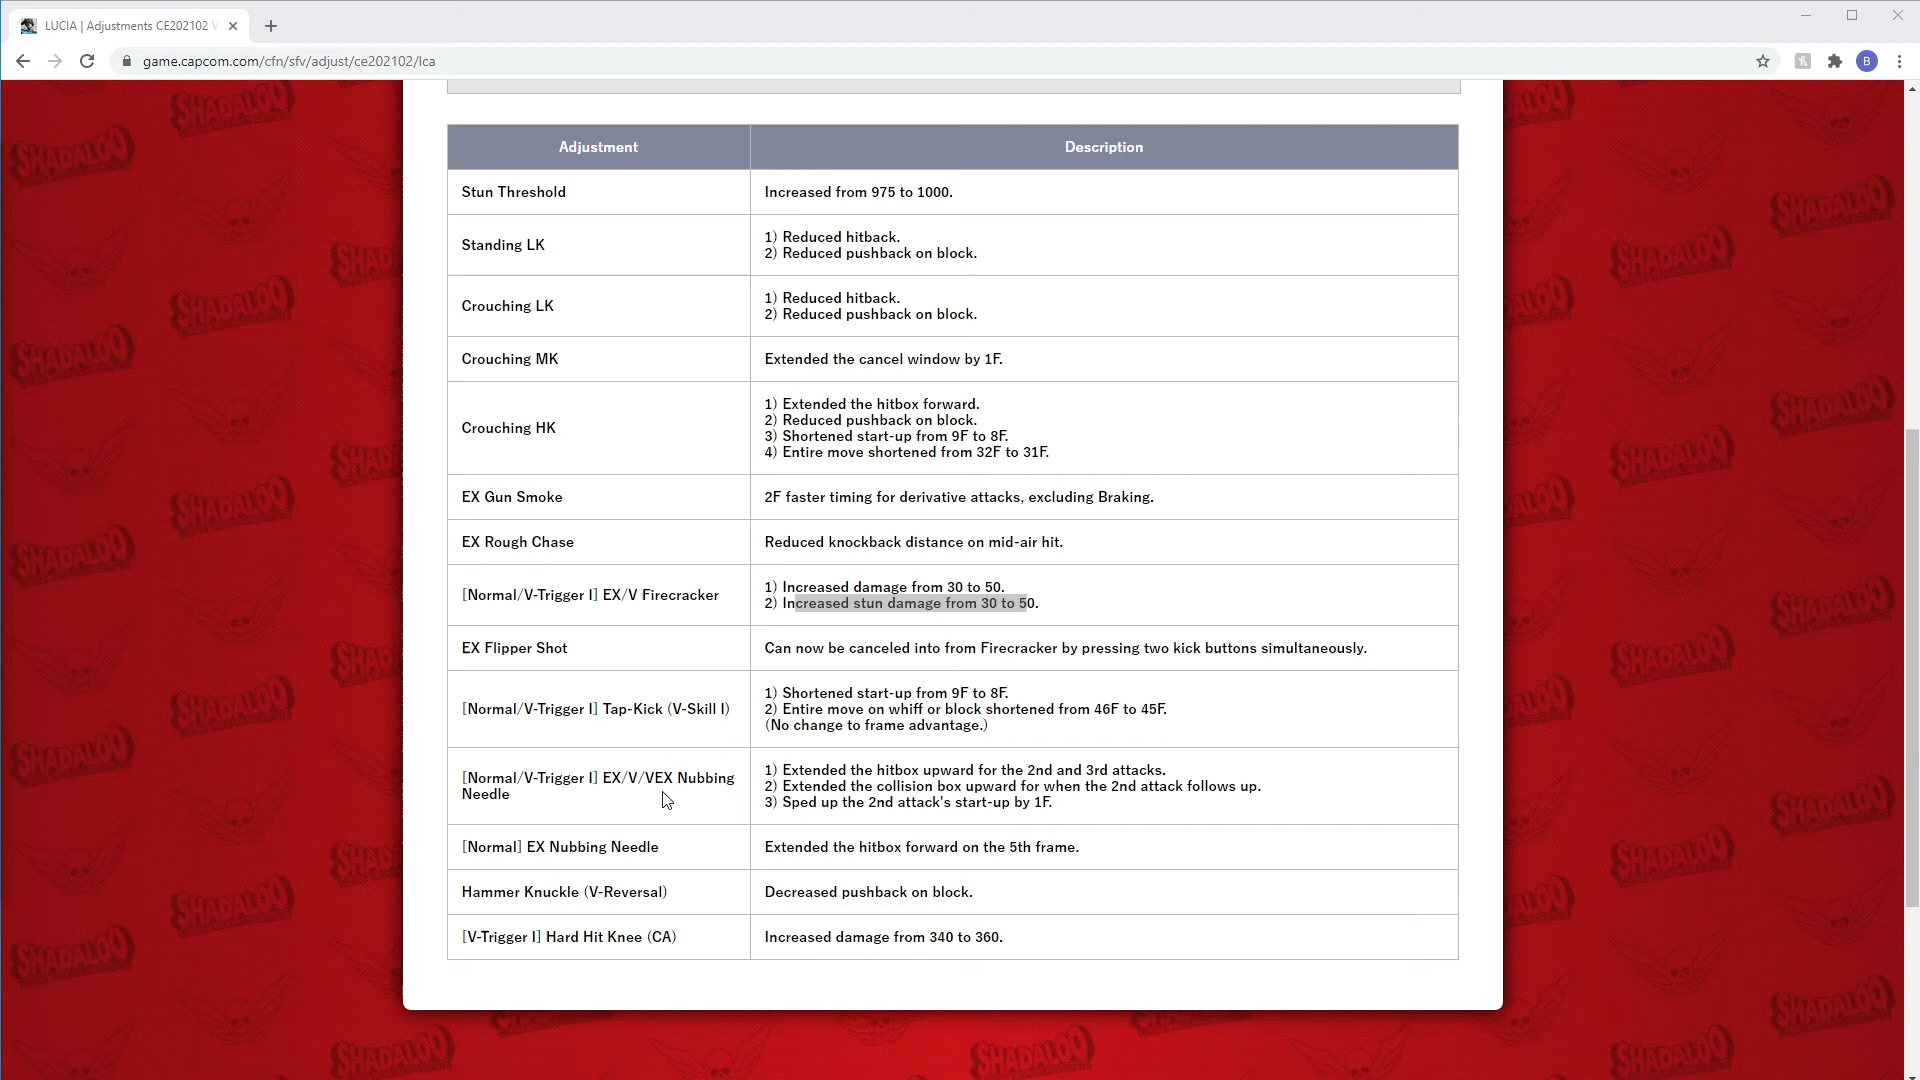 LUCIA | Adjustments CE202102 V
game.capcom.com/cfn/sfv/adjust/ce202102/lca
B
Adjustment
Description
Stun Threshold
Increased from 975 to 1000.
Standing LK
1) Reduced hitback.
2) Reduced pushback on block.
Crouching LK
1) Reduced hitback.
2) Reduced pushback on block.
Crouching MK
Extended the cancel window by 1F.
Crouching HK
1) Extended the hitbox forward.
2) Reduced pushback on block.
3) Shortened start-up from 9F to 8F.
4) Entire move shortened from 32F to 31F.
EX Gun Smoke
2F faster timing for derivative attacks, excluding Braking.
EX Rough Chase
Reduced knockback distance on mid-air hit.
[Normal/V-Trigger I] EX/V Firecracker
1) Increased damage from 30 to 50.
2) Increased stun damage from 30 to 50.
EX Flipper Shot
Can now be canceled into from Firecracker by pressing two kick buttons simultaneously.
[Normal/V-Trigger I] Tap-Kick (V-Skill I)
1) Shortened start-up from 9F to 8F.
2) Entire move on whiff or block shortened from 46F to 45F.
(No change to frame advantage.)
[Normal/V-Trigger I] EX/V/VEX Nubbing
Needle
1) Extended the hitbox upward for the 2nd and 3rd attacks.
2) Extended the collision box upward for when the 2nd attack follows up.
3) Sped up the 2nd attack's start-up by 1F.
[Normal] EX Nubbing Needle
Extended the hitbox forward on the 5th frame.
Hammer Knuckle (V-Reversal)
Decreased pushback on block.
[V-Trigger I] Hard Hit Knee (CA)
Increased damage from 340 to 360.
SHADALOO